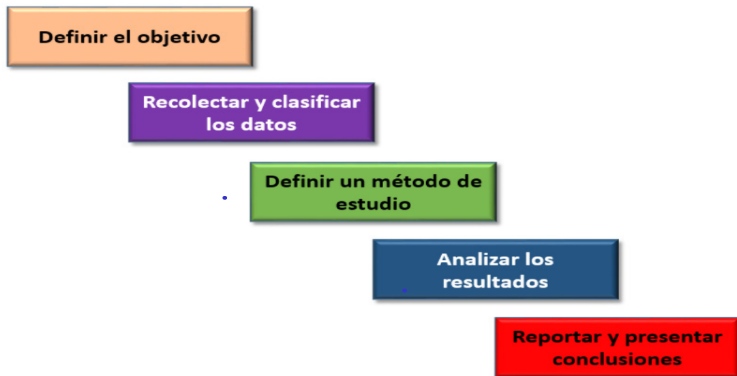 Definir el objetivo
Recolectar y clasificar
los datos
Definir un método de
estudio
Analizar los
resultados
Reportar y presentar
conclusiones